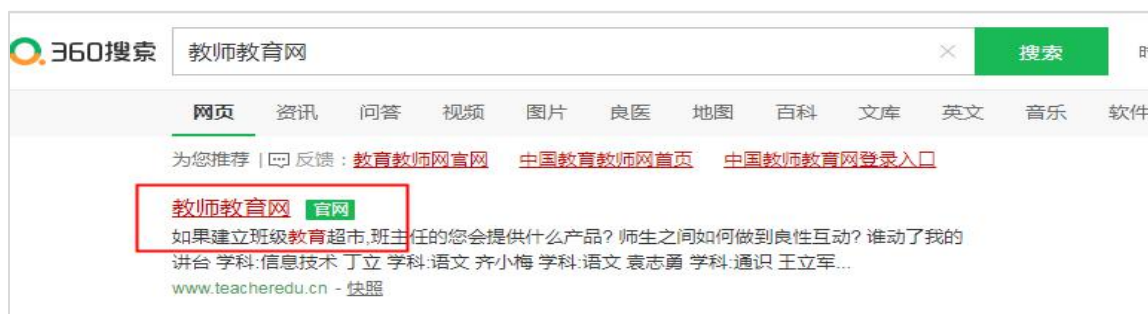 360搜索 教师教育网 搜索
网页 资讯 问答 视频 图片 良医 地图 百科 文库 英文 音乐 软件
为您推荐 | 反馈：教育教师网官网 中国教育教师网首页 中国教师教育网登录入口
教师教育网 官网
如果建立班级教育超市,班主任的您会提供什么产品? 师生之间如何做到良性互动? 谁动了我的
讲台 学科:信息技术 丁立 学科:语文 齐小梅 学科:语文 袁志勇 学科:通识 王立军...
www.teacheredu.cn - 快照